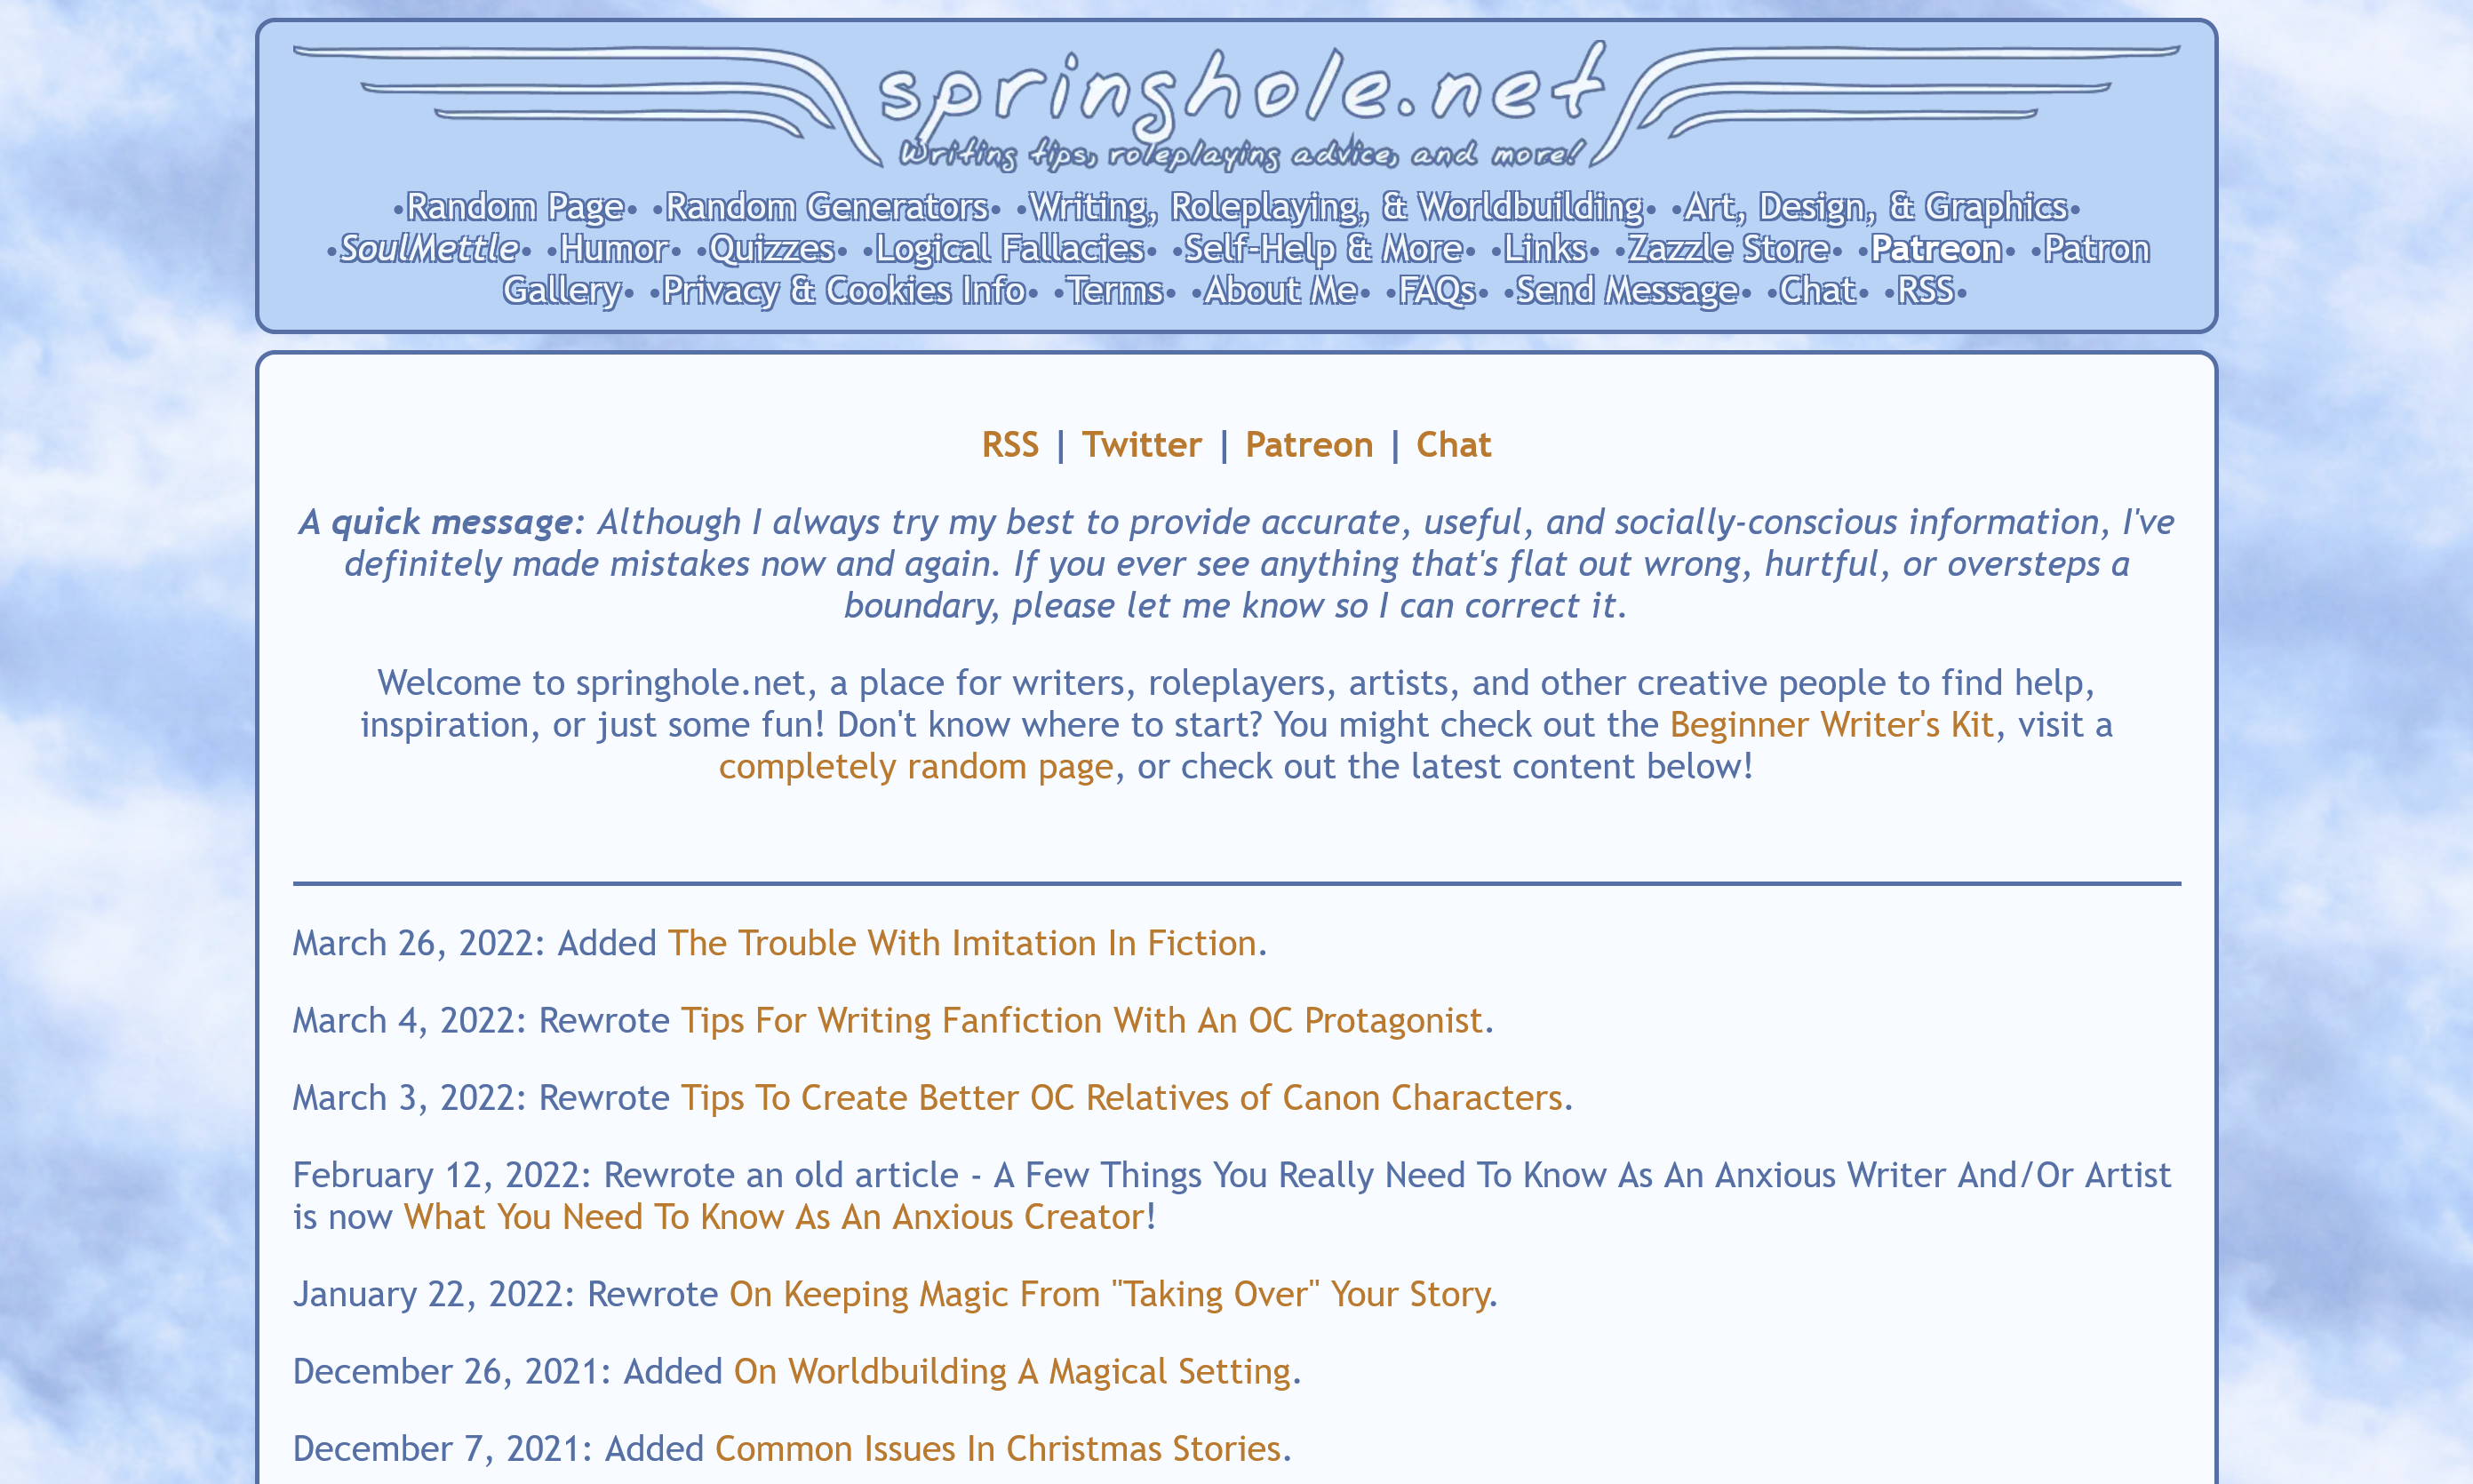 springhole.net
Writing tips, roleplaying advice, and more!
•Random Page• •Random Generators• •Writing, Roleplaying, & Worldbuilding• •Art, Design, & Graphics•
•SoulMettle• •Humor• •Quizzes• •Logical Fallacies• •Self-Help & More• •Links• •Zazzle Store• •Patreon• •Patron
Gallery• •Privacy & Cookies Info• •Terms• •About Me• •FAQs• •Send Message• •Chat• •RSS•
RSS | Twitter | Patreon | Chat
A quick message: Although I always try my best to provide accurate, useful, and socially-conscious information, I've
definitely made mistakes now and again. If you ever see anything that's flat out wrong, hurtful, or oversteps a
boundary, please let me know so I can correct it.
Welcome to springhole.net, a place for writers, roleplayers, artists, and other creative people to find help,
inspiration, or just some fun! Don't know where to start? You might check out the Beginner Writer's Kit, visit a
completely random page, or check out the latest content below!
March 26, 2022: Added The Trouble With Imitation In Fiction.
March 4, 2022: Rewrote Tips For Writing Fanfiction With An OC Protagonist.
March 3, 2022: Rewrote Tips To Create Better OC Relatives of Canon Characters.
February 12, 2022: Rewrote an old article - A Few Things You Really Need To Know As An Anxious Writer And/Or Artist
is now What You Need To Know As An Anxious Creator!
January 22, 2022: Rewrote On Keeping Magic From "Taking Over" Your Story.
December 26, 2021: Added On Worldbuilding A Magical Setting.
December 7, 2021: Added Common Issues In Christmas Stories.